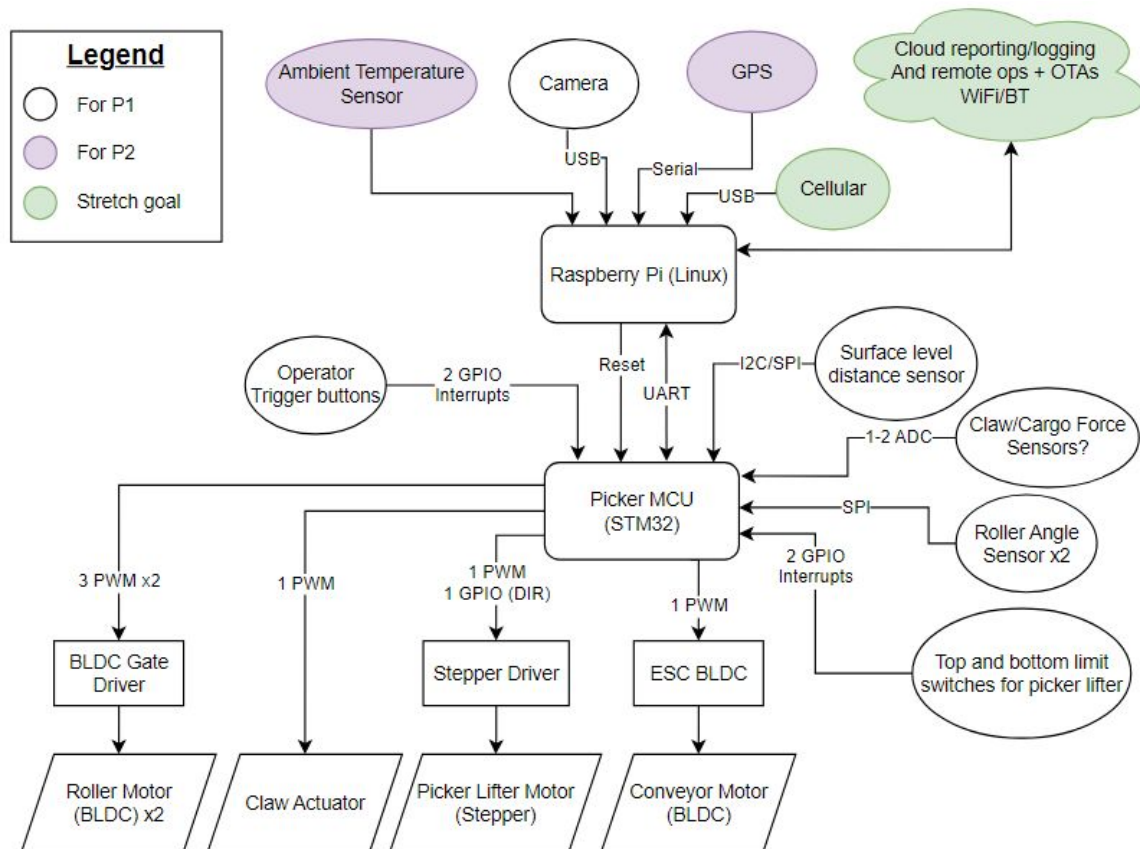 Legend
For P1
For P2
Stretch goal
Ambient Temperature
Sensor
Camera
GPS
Cloud reporting/logging
And remote ops + OTAs
WiFi/BT
USB
Serial
USB
Cellular
Raspberry Pi (Linux)
Operator
Trigger buttons
2 GPIO
Interrupts
Reset
UART
I2C/SPI
Surface level
distance sensor
1-2 ADC
Claw/Cargo Force
Sensors?
Picker MCU
(STM32)
SPI
Roller Angle
Sensor x2
2 GPIO
Interrupts
Top and bottom limit
switches for picker lifter
3 PWM x2
1 PWM
1 PWM
1 GPIO (DIR)
1 PWM
BLDC Gate
Driver
Stepper Driver
ESC BLDC
Roller Motor
(BLDC) x2
Claw Actuator
Picker Lifter Motor
(Stepper)
Conveyor Motor
(BLDC)